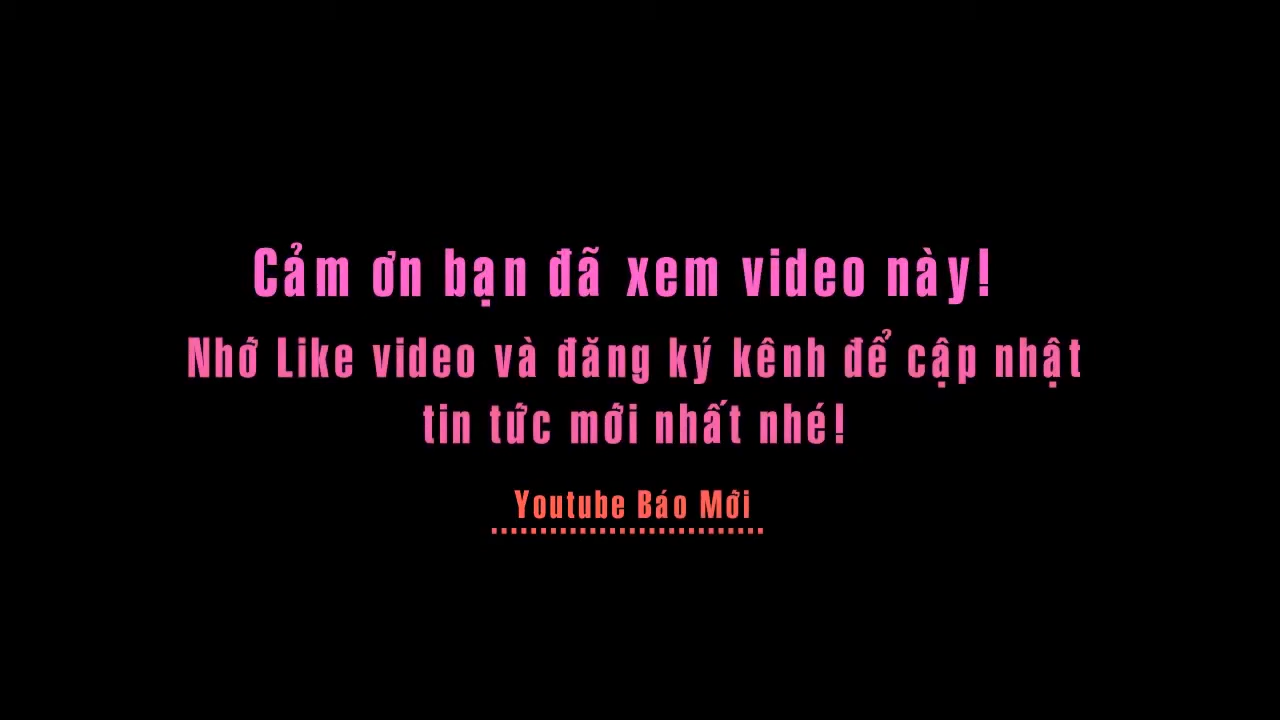 Cảm ơn bạn đã xem video này!
Nhớ Like video và đăng ký kênh để cập nhật
tin tức mới nhất nhé!
Youtube Báo Mới